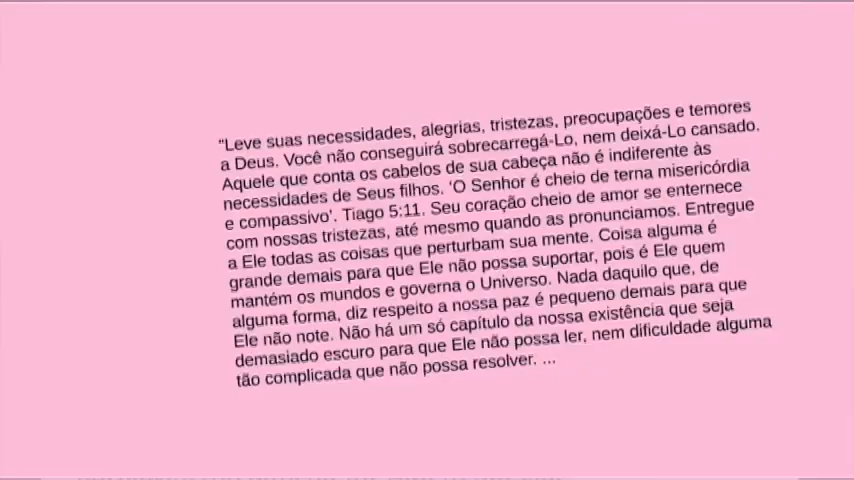 “Leve suas necessidades, alegrias, tristezas, preocupações e temores
a Deus. Você não conseguirá sobrecarregá-Lo, nem deixá-Lo cansado.
Aquele que conta os cabelos de sua cabeça não é indiferente às
necessidades de Seus filhos. ‘O Senhor é cheio de terna misericórdia
e compassivo’. Tiago 5:11. Seu coração cheio de amor se enternece
com nossas tristezas, até mesmo quando as pronunciamos. Entregue
a Ele todas as coisas que perturbam sua mente. Coisa alguma é
grande demais para que Ele não possa suportar, pois é Ele quem
mantém os mundos e governa o Universo. Nada daquilo que, de
alguma forma, diz respeito a nossa paz é pequeno demais para que
Ele não note. Não há um só capítulo da nossa existência que seja
demasiado escuro para que Ele não possa ler, nem dificuldade alguma
tão complicada que não possa resolver. ...